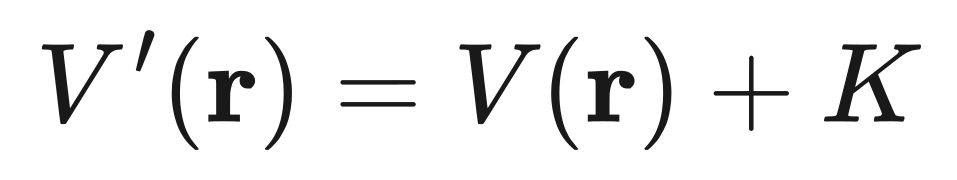 V′(𝐫) = V(𝐫) + K